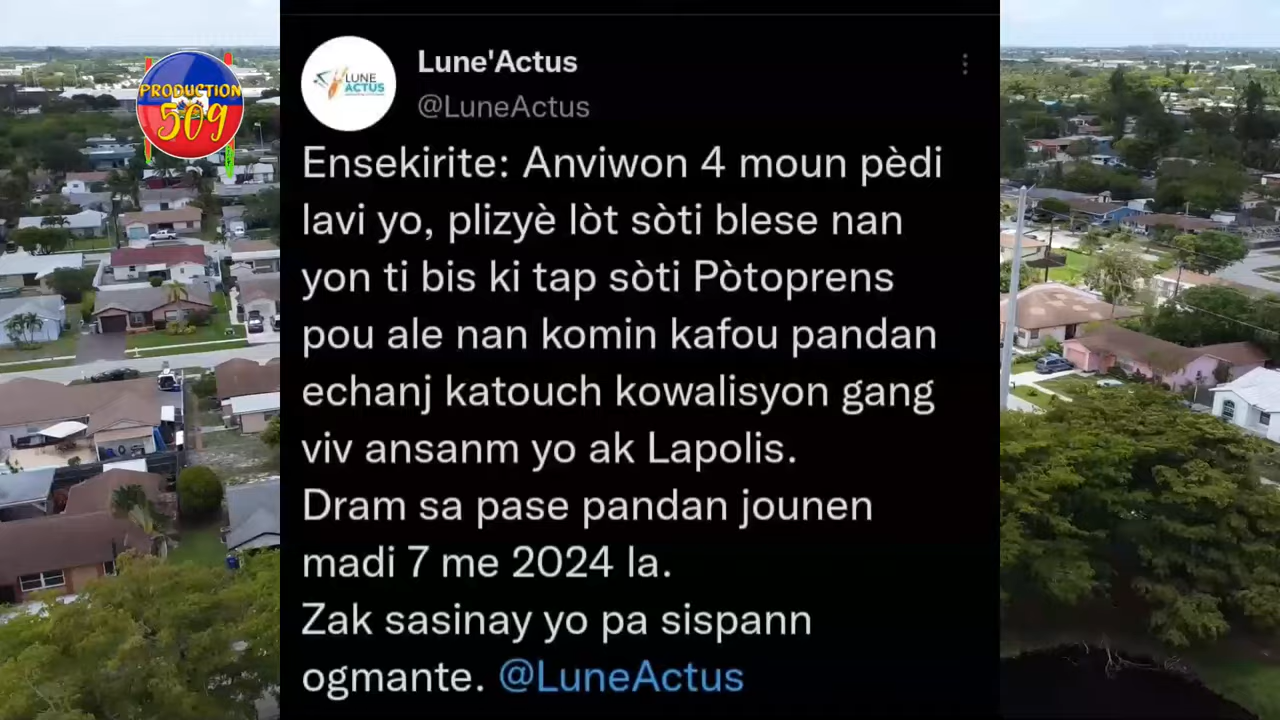 PRODUCTION
509
LUNE
ACTUS
Lune'Actus
@LuneActus
Ensekirite: Anviwon 4 moun pèdi
lavi yo, plizyè lòt sòti blese nan
yon ti bis ki tap sòti Pòtoprens
pou ale nan komin kafou pandan
echanj katouch kowalisyon gang
viv ansanm yo ak Lapolis.
Dram sa pase pandan jounen
madi 7 me 2024 la.
Zak sasinay yo pa sispann
ogmante. @LuneActus